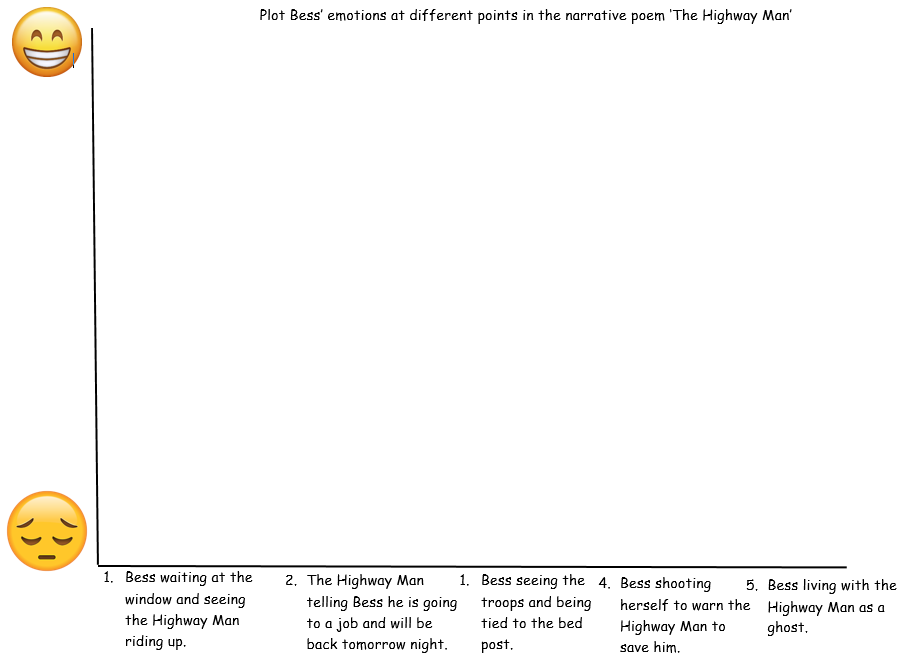 Plot Bess' emotions at different points in the narrative poem 'The Highway Man'
1. Bess waiting at the
window and seeing
the Highway Man
riding up.
2. The Highway Man
telling Bess he is going
to a job and will be
back tomorrow night.
1. Bess seeing the
troops and being
tied to the bed
post.
4. Bess shooting
herself to warn the
Highway Man to
save him.
5. Bess living with the
Highway Man as a
ghost.